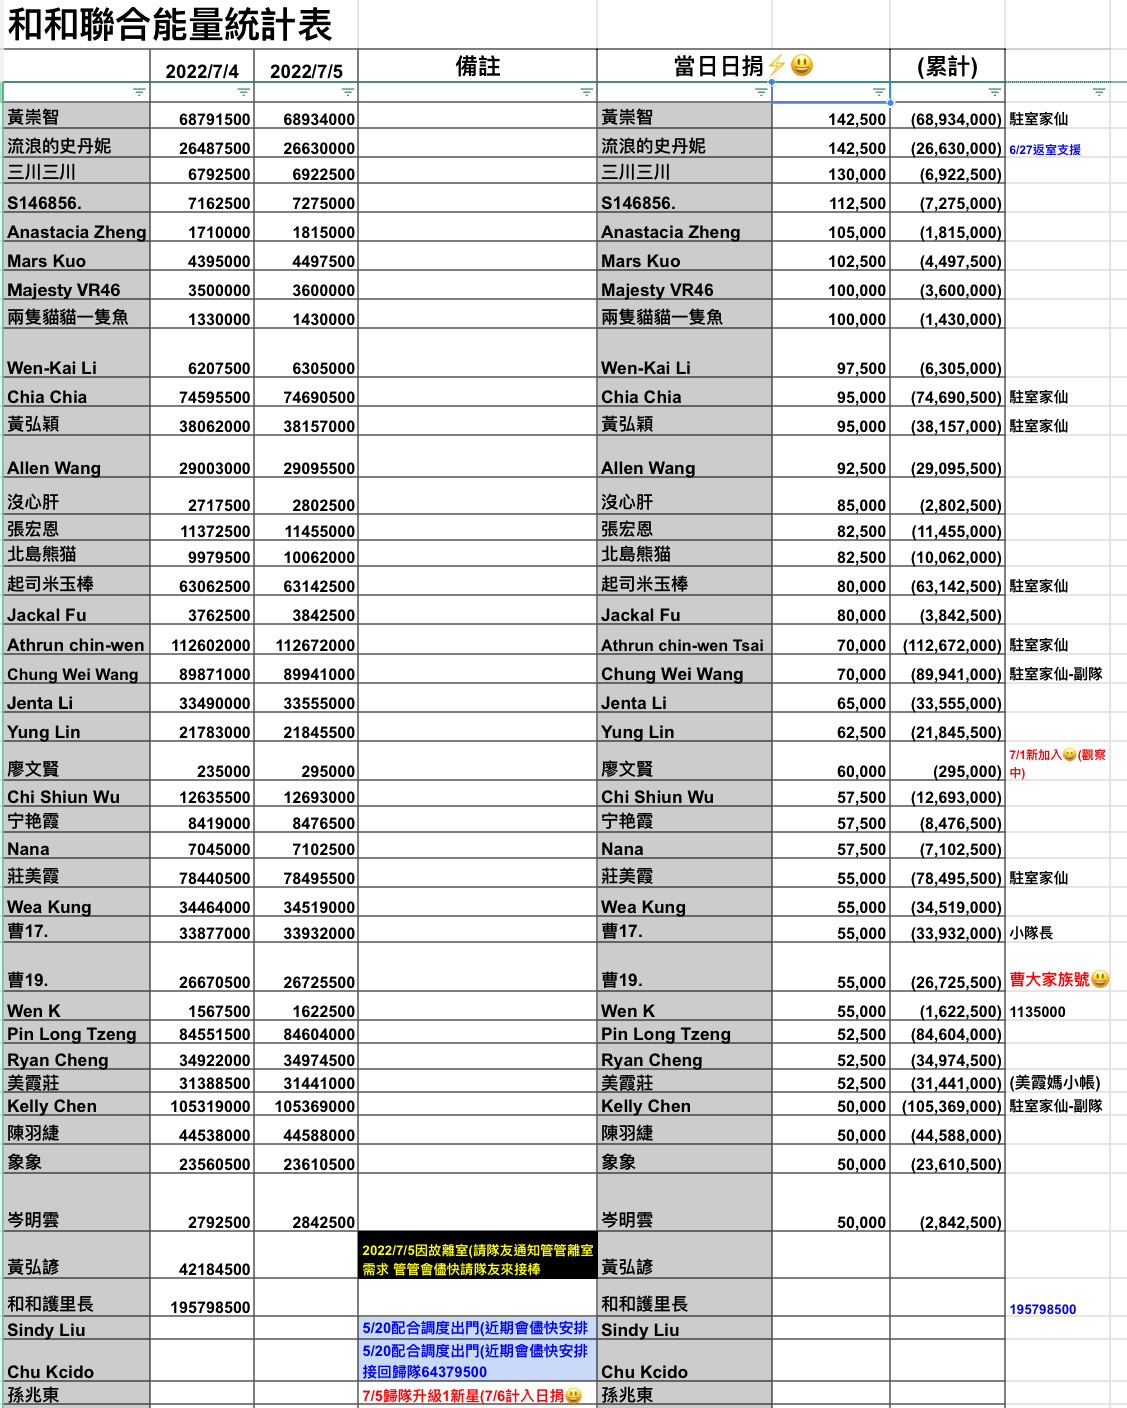 和和聯合能量統計表
2022/7/4 2022/7/5 備註 當日日捐⚡😃 (累計)
黃崇智 68791500 68934000 黃崇智 142,500 (68,934,000) 駐室家仙
流浪的史丹妮 26487500 26630000 流浪的史丹妮 142,500 (26,630,000) 6/27返室支援
三川三川 6792500 6922500 三川三川 130,000 (6,922,500)
S146856. 7162500 7275000 S146856. 112,500 (7,275,000)
Anastacia Zheng 1710000 1815000 Anastacia Zheng 105,000 (1,815,000)
Mars Kuo 4395000 4497500 Mars Kuo 102,500 (4,497,500)
Majesty VR46 3500000 3600000 Majesty VR46 100,000 (3,600,000)
兩隻貓貓一隻魚 1330000 1430000 兩隻貓貓一隻魚 100,000 (1,430,000)
Wen-Kai Li 6207500 6305000 Wen-Kai Li 97,500 (6,305,000)
Chia Chia 74595500 74690500 Chia Chia 95,000 (74,690,500) 駐室家仙
黃弘穎 38062000 38157000 黃弘穎 95,000 (38,157,000) 駐室家仙
Allen Wang 29003000 29095500 Allen Wang 92,500 (29,095,500)
沒心肝 2717500 2802500 沒心肝 85,000 (2,802,500)
張宏恩 11372500 11455000 張宏恩 82,500 (11,455,000)
北島熊猫 9979500 10062000 北島熊猫 82,500 (10,062,000)
起司米玉棒 63062500 63142500 起司米玉棒 80,000 (63,142,500) 駐室家仙
Jackal Fu 3762500 3842500 Jackal Fu 80,000 (3,842,500)
Athrun chin-wen 112602000 112672000 Athrun chin-wen Tsai 70,000 (112,672,000) 駐室家仙
Chung Wei Wang 89871000 89941000 Chung Wei Wang 70,000 (89,941,000) 駐室家仙-副隊
Jenta Li 33490000 33555000 Jenta Li 65,000 (33,555,000)
Yung Lin 21783000 21845500 Yung Lin 62,500 (21,845,500)
廖文賢 235000 295000 廖文賢 60,000 (295,000) 7/1新加入😄(觀察
中)
Chi Shiun Wu 12635500 12693000 Chi Shiun Wu 57,500 (12,693,000)
宁艳霞 8419000 8476500 宁艳霞 57,500 (8,476,500)
Nana 7045000 7102500 Nana 57,500 (7,102,500)
莊美霞 78440500 78495500 莊美霞 55,000 (78,495,500) 駐室家仙
Wea Kung 34464000 34519000 Wea Kung 55,000 (34,519,000)
曹17. 33877000 33932000 曹17. 55,000 (33,932,000) 小隊長
曹19. 26670500 26725500 曹19. 55,000 (26,725,500) 曹大家族號😃
Wen K 1567500 1622500 Wen K 55,000 (1,622,500) 1135000
Pin Long Tzeng 84551500 84604000 Pin Long Tzeng 52,500 (84,604,000)
Ryan Cheng 34922000 34974500 Ryan Cheng 52,500 (34,974,500)
美霞莊 31388500 31441000 美霞莊 52,500 (31,441,000) (美霞媽小帳)
Kelly Chen 105319000 105369000 Kelly Chen 50,000 (105,369,000) 駐室家仙-副隊
陳羽緁 44538000 44588000 陳羽緁 50,000 (44,588,000)
象象 23560500 23610500 象象 50,000 (23,610,500)
岑明雲 2792500 2842500 岑明雲 50,000 (2,842,500)
黃弘諺 42184500 2022/7/5因故離室(請隊友通知管管離室 黃弘諺
需求 管管會儘快請隊友來接棒
和和護里長 195798500 和和護里長 195798500
Sindy Liu 5/20配合調度出門(近期會儘快安排 Sindy Liu
Chu Kcido 5/20配合調度出門(近期會儘快安排 Chu Kcido
接回歸隊64379500
孫兆東 7/5歸隊升級1新星(7/6計入日捐😃 孫兆東